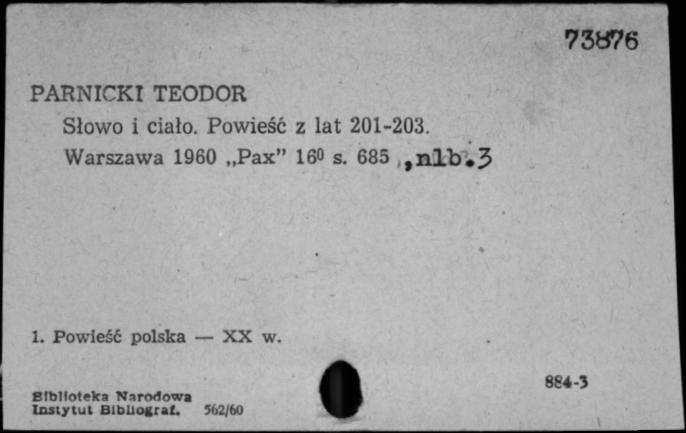 73876
PARNICKI TEODOR
Słowo i ciało. Powieść z lat 201-203.
Warszawa 1960 „Pax” 16⁰ s. 685 ,nlb.3
1. Powieść polska — XX w.
884-3
Biblioteka Narodowa
Instytut Bibliograf. 562/60